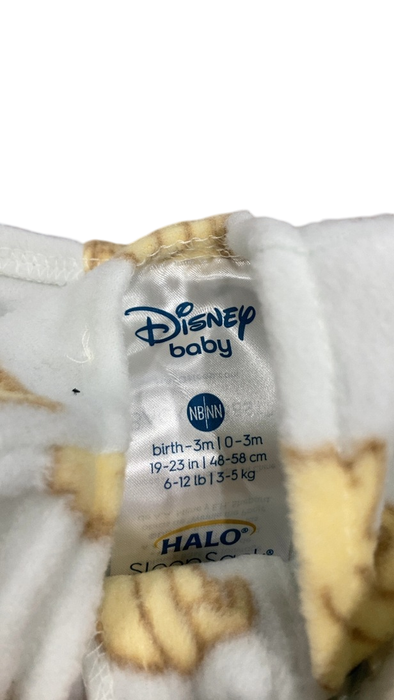 Disney
baby
NB|NN
birth-3m | 0-3m
19-23 in | 48-58 cm
6-12 lb | 3-5 kg
HALO®
SleepSack®